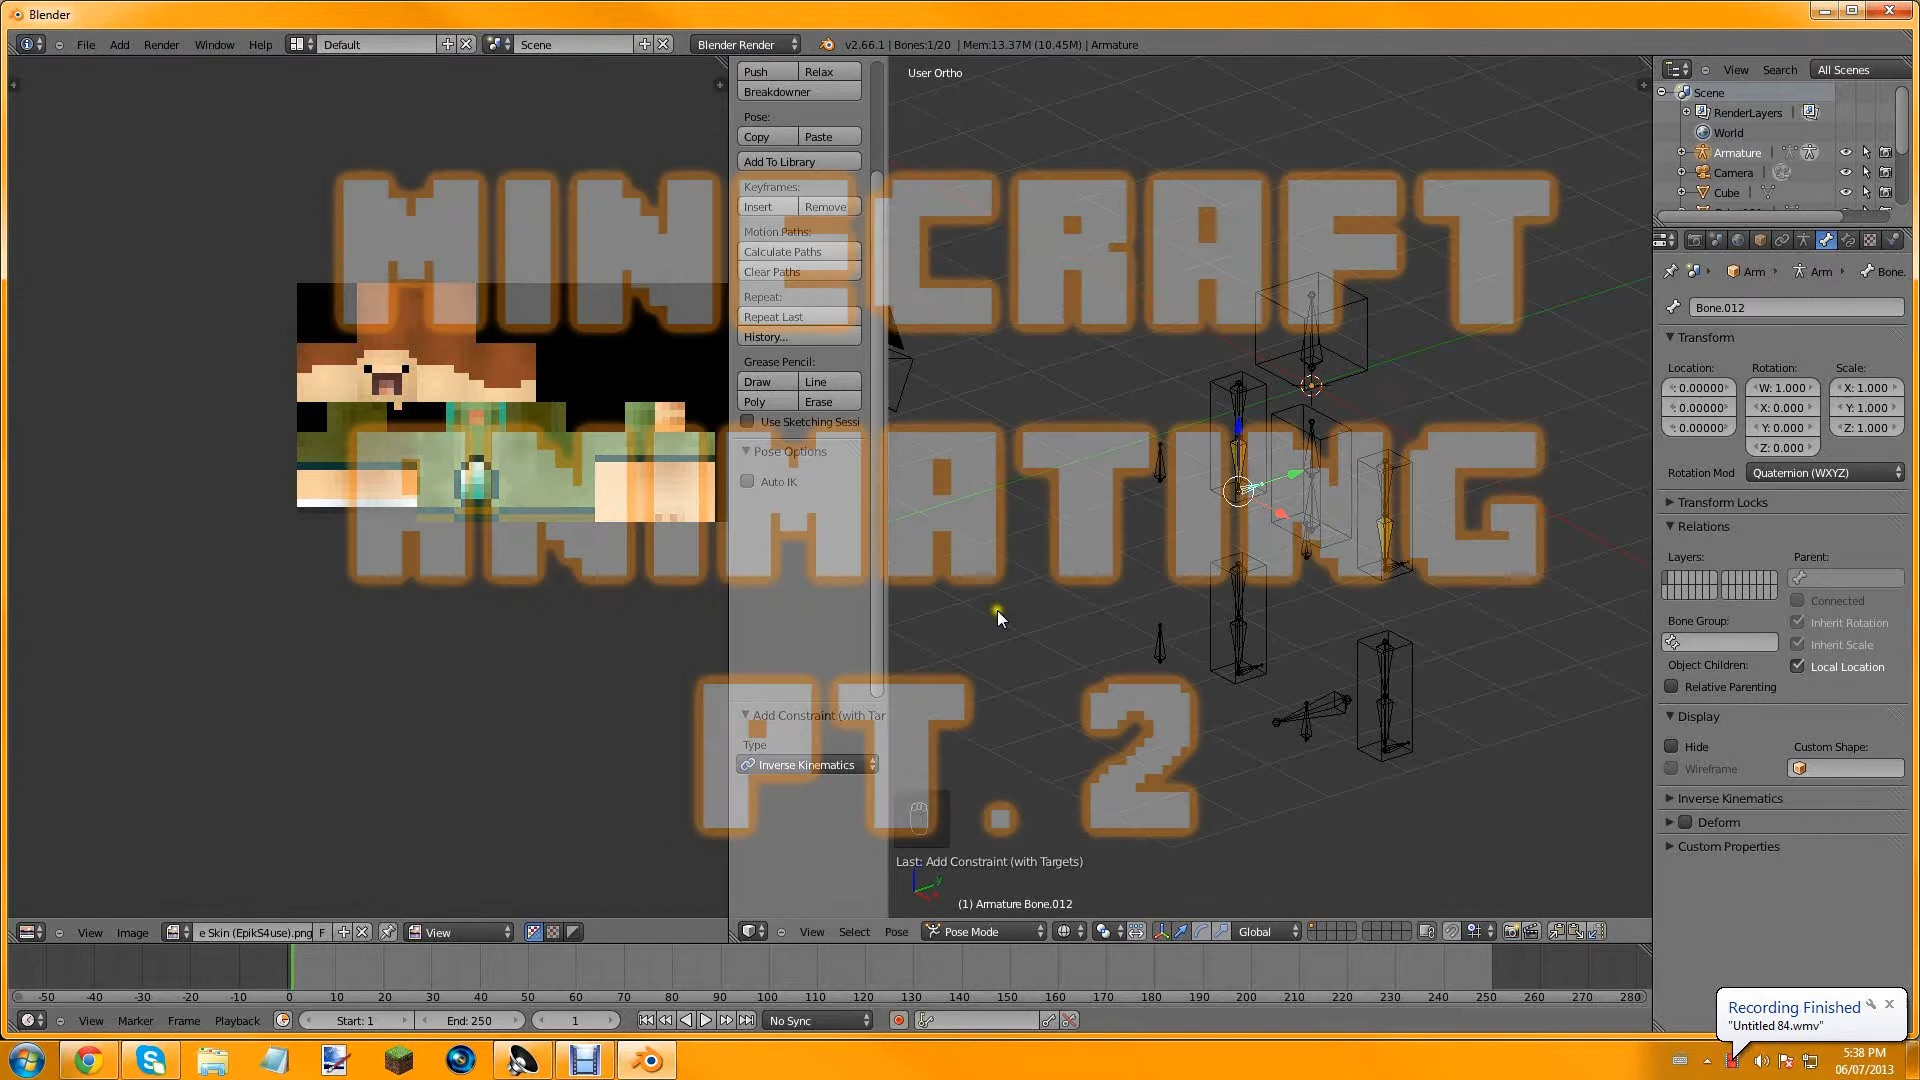 Blender
File Add Render Window Help Default Scene Blender Render v2.66.1 | Bones:1/20 | Mem:13.37M (10.45M) | Armature
Push Relax
Breakdowner
Pose:
Copy Paste
Add To Library
Keyframes:
Insert Remove
Motion Paths:
Calculate Paths
Clear Paths
Repeat:
Repeat Last
History...
Grease Pencil:
Draw Line
Poly Erase
Use Sketching Sessi
Pose Options
Auto IK
Add Constraint (with Tar
Type
Inverse Kinematics
User Ortho
MINECRAFT
ANIMATING
PT.2
Last: Add Constraint (with Targets)
y
(1) Armature Bone.012
View Search All Scenes
Scene
RenderLayers |
World
Armature
Camera
Cube
Arm Arm Bone.
Bone.012
Transform
Location: Rotation: Scale:
: 0.00000 W: 1.000 X: 1.000
: 0.00000 X: 0.000 Y: 1.000
: 0.00000 Y: 0.000 Z: 1.000
Z: 0.000
Rotation Mod Quaternion (WXYZ)
Transform Locks
Relations
Layers: Parent:
Connected
Bone Group: Inherit Rotation
Inherit Scale
Object Children: Local Location
Relative Parenting
Display
Hide Custom Shape:
Wireframe
Inverse Kinematics
Deform
Custom Properties
View Image e Skin (EpikS4use).png F View
View Select Pose Pose Mode Global
-50 -40 -30 -20 -10 0 10 20 30 40 50 60 70 80 90 100 110 120 130 140 150 160 170 180 190 200 210 220 230 240 250 260 270 280
View Marker Frame Playback Start: 1 End: 250 1 No Sync
Recording Finished
"Untitled 84.wmv"
5:38 PM
06/07/2013